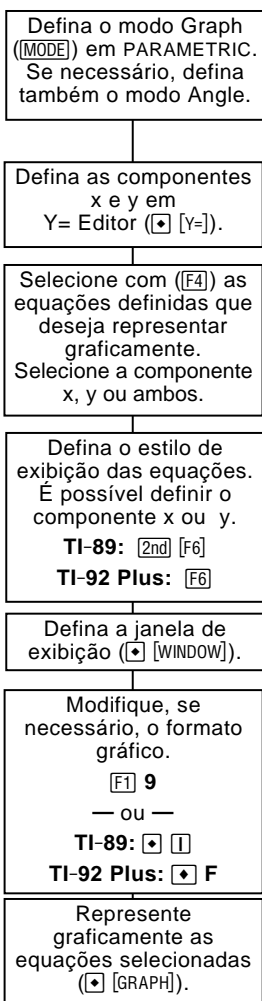 Defina o modo Graph
([MODE]) em PARAMETRIC.
Se necessário, defina
também o modo Angle.
Defina as componentes
x e y em
Y= Editor ([◆] [Y=]).
Selecione com ([F4]) as
equações definidas que
deseja representar
graficamente.
Selecione a componente
x, y ou ambos.
Defina o estilo de
exibição das equações.
É possível definir o
componente x ou y.
TI-89: [2nd] [F6]
TI-92 Plus: [F6]
Defina a janela de
exibição ([◆] [WINDOW]).
Modifique, se
necessário, o formato
gráfico.
[F1] 9
— ou —
TI-89: [◆] [|]
TI-92 Plus: [◆] F
Represente
graficamente as
equações selecionadas
([◆] [GRAPH]).